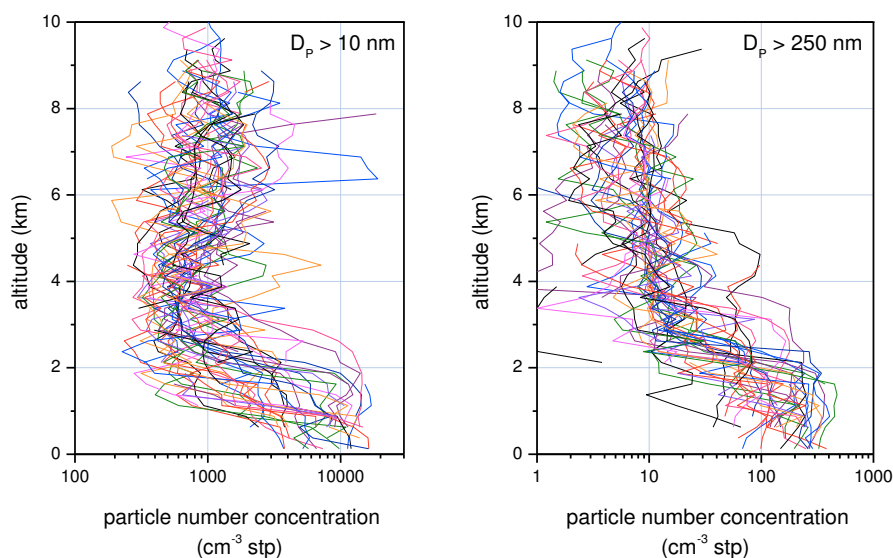 D_P > 10 nm
10
8
6
4
2
0
altitude (km)
100 1000 10000
particle number concentration
(cm⁻³ stp)
D_P > 250 nm
10
8
6
4
2
0
altitude (km)
1 10 100 1000
particle number concentration
(cm⁻³ stp)